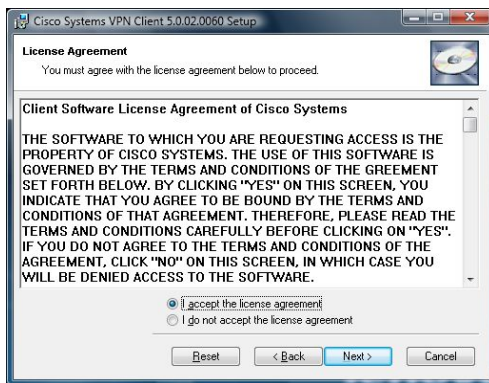 Cisco Systems VPN Client 5.0.02.0060 Setup
License Agreement
You must agree with the license agreement below to proceed.
Client Software License Agreement of Cisco Systems
THE SOFTWARE TO WHICH YOU ARE REQUESTING ACCESS IS THE
PROPERTY OF CISCO SYSTEMS. THE USE OF THIS SOFTWARE IS
GOVERNED BY THE TERMS AND CONDITIONS OF THE GREEMENT
SET FORTH BELOW. BY CLICKING "YES" ON THIS SCREEN, YOU
INDICATE THAT YOU AGREE TO BE BOUND BY THE TERMS AND
CONDITIONS OF THAT AGREEMENT. THEREFORE, PLEASE READ THE
TERMS AND CONDITIONS CAREFULLY BEFORE CLICKING ON "YES".
IF YOU DO NOT AGREE TO THE TERMS AND CONDITIONS OF THE
AGREEMENT, CLICK "NO" ON THIS SCREEN, IN WHICH CASE YOU
WILL BE DENIED ACCESS TO THE SOFTWARE.
I accept the license agreement
I do not accept the license agreement
Reset
< Back
Next >
Cancel